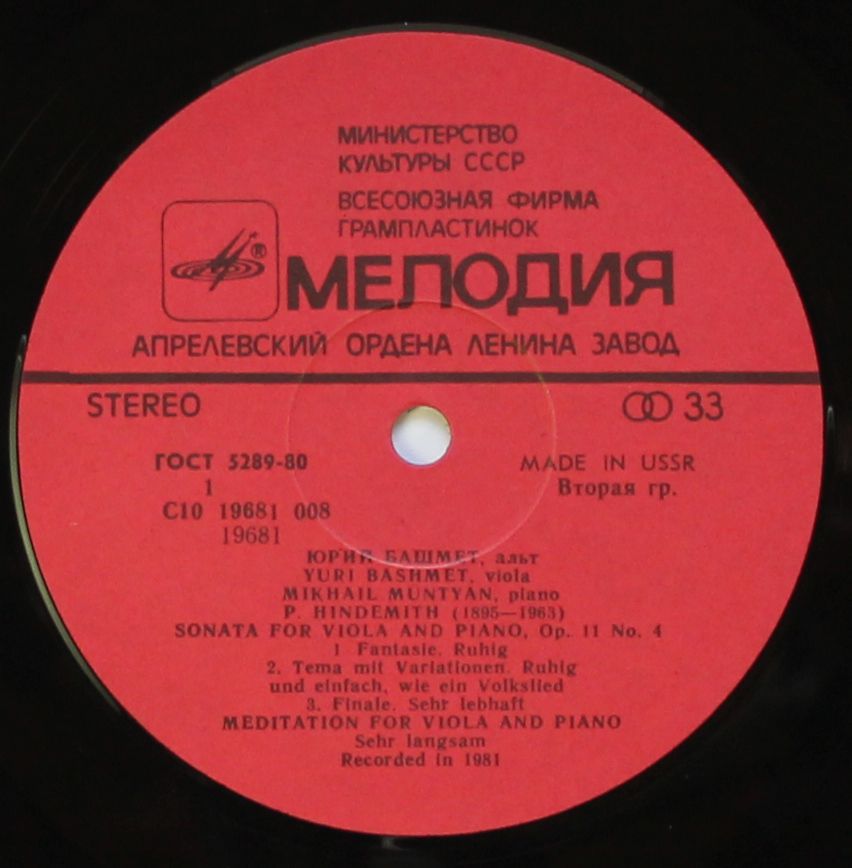 МИНИСТЕРСТВО
КУЛЬТУРЫ СССР
ВСЕСОЮЗНАЯ ФИРМА
ГРАМПЛАСТИНОК
®
МЕЛОДИЯ
АПРЕЛЕВСКИЙ ОРДЕНА ЛЕНИНА ЗАВОД
STEREO
33
ГОСТ 5289-80
MADE IN USSR
1
Вторая гр.
С10 19681 008
19681
ЮРИЙ БАШМЕТ, альт
YURI BASHMET, viola
MIKHAIL MUNTYAN, piano
P. HINDEMITH (1895—1963)
SONATA FOR VIOLA AND PIANO, Op. 11 No. 4
1 Fantasie. Ruhig
2. Tema mit Variationen. Ruhig
und einfach, wie ein Volkslied
3. Finale. Sehr lebhaft
MEDITATION FOR VIOLA AND PIANO
Sehr langsam
Recorded in 1981